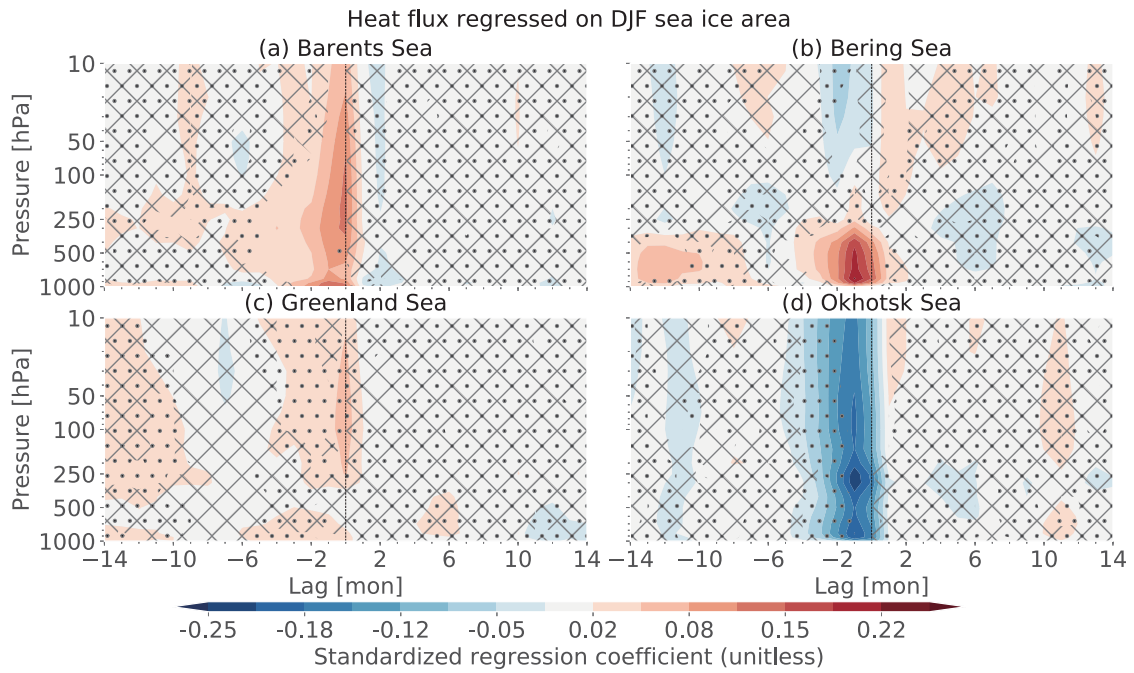 Heat flux regressed on DJF sea ice area
(a) Barents Sea (b) Bering Sea
10
50
100
250
500
1000
Pressure [hPa]
(c) Greenland Sea (d) Okhotsk Sea
10
50
100
250
500
1000
Pressure [hPa]
−14 −10 −6 −2 2 6 10 14 −14 −10 −6 −2 2 6 10 14
Lag [mon] Lag [mon]
-0.25 -0.18 -0.12 -0.05 0.02 0.08 0.15 0.22
Standardized regression coefficient (unitless)